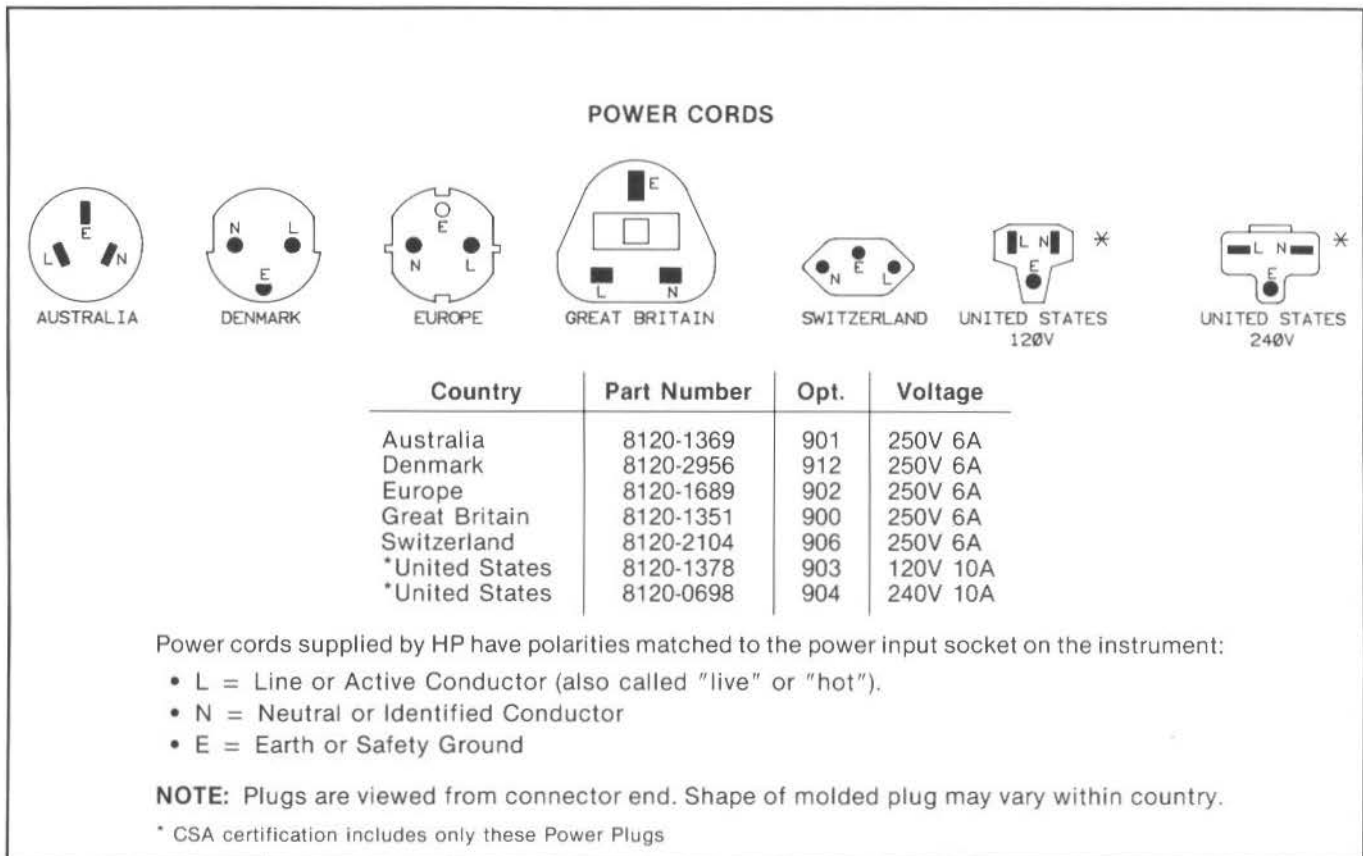 POWER CORDS
E
L
N
AUSTRALIA
N
L
E
DENMARK
E
N
L
EUROPE
E
L
N
GREAT BRITAIN
N
E
L
SWITZERLAND
L N *
E
UNITED STATES
120V
L N *
E
UNITED STATES
240V
Country Part Number Opt. Voltage
Australia 8120-1369 901 250V 6A
Denmark 8120-2956 912 250V 6A
Europe 8120-1689 902 250V 6A
Great Britain 8120-1351 900 250V 6A
Switzerland 8120-2104 906 250V 6A
*United States 8120-1378 903 120V 10A
*United States 8120-0698 904 240V 10A
Power cords supplied by HP have polarities matched to the power input socket on the instrument:
• L = Line or Active Conductor (also called "live" or "hot").
• N = Neutral or Identified Conductor
• E = Earth or Safety Ground
NOTE: Plugs are viewed from connector end. Shape of molded plug may vary within country.
* CSA certification includes only these Power Plugs